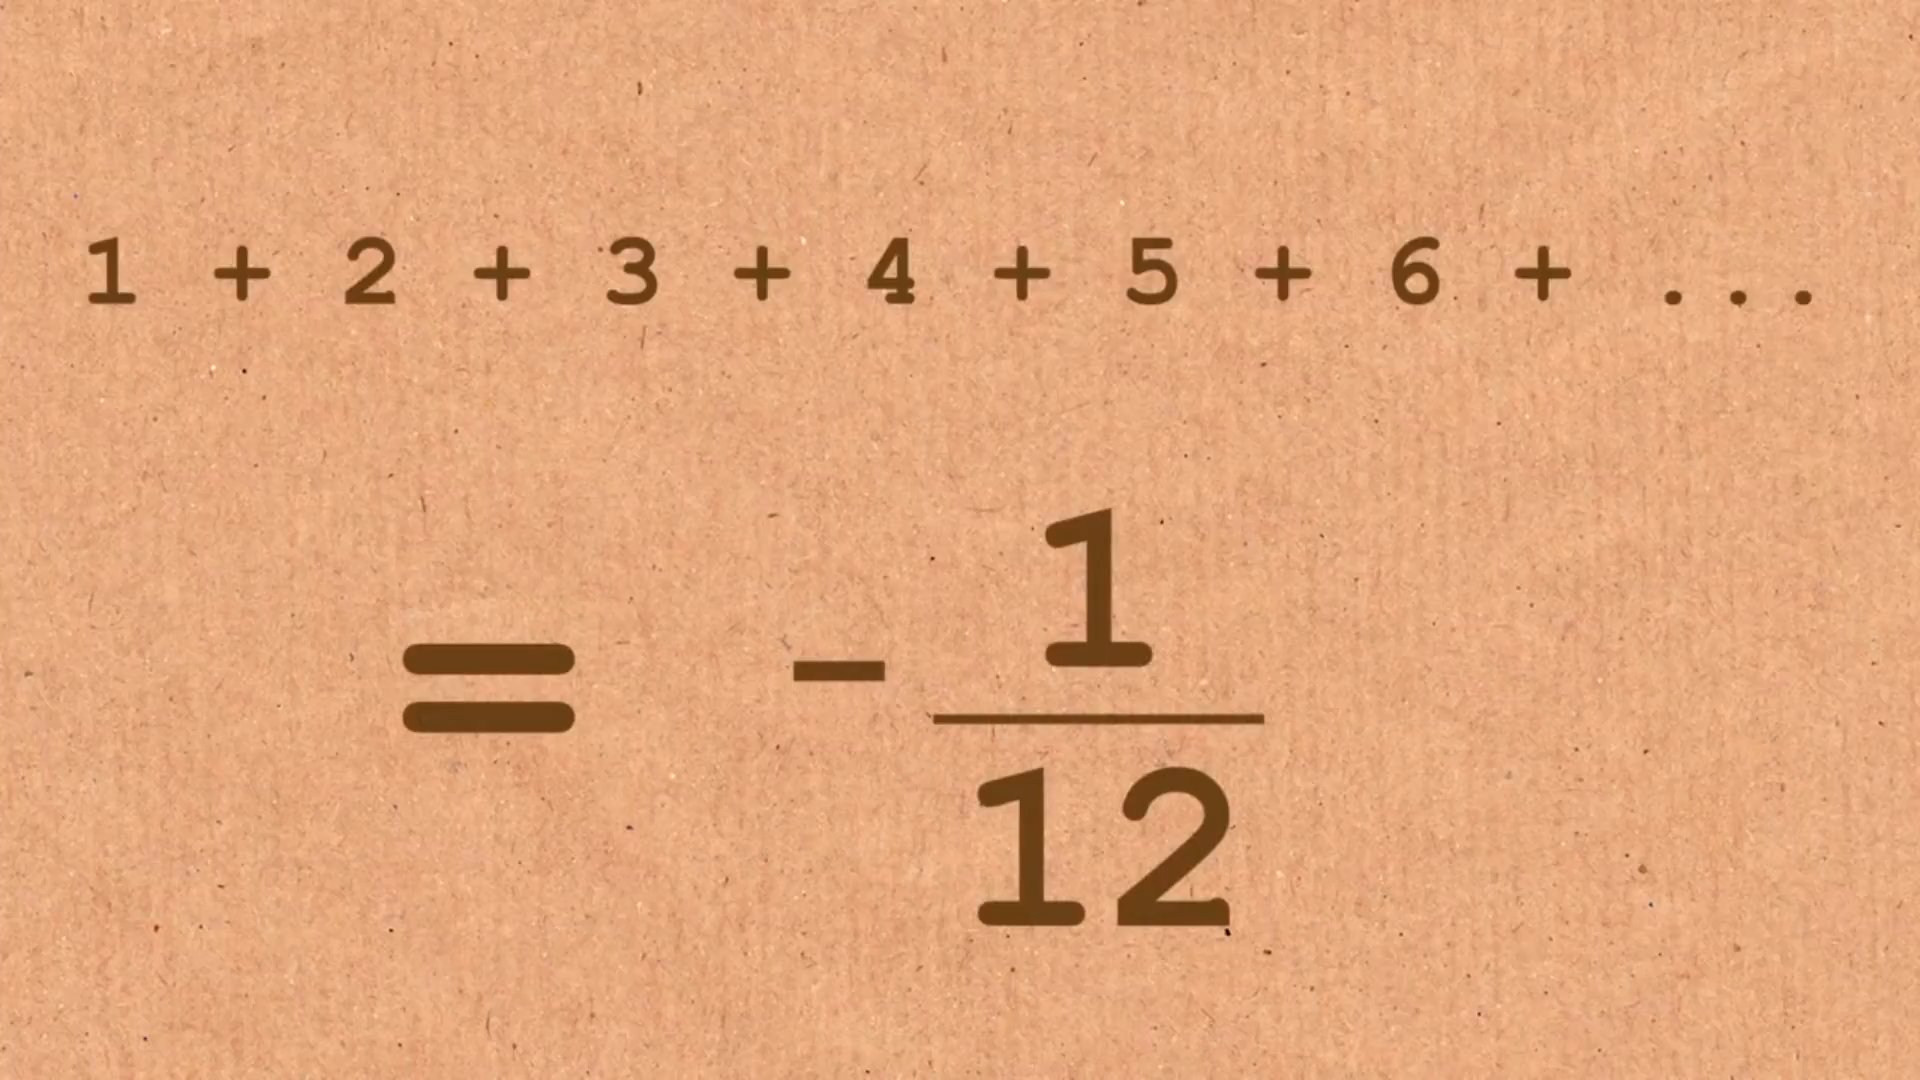 1 + 2 + 3 + 4 + 5 + 6 + ...
= - 1
12